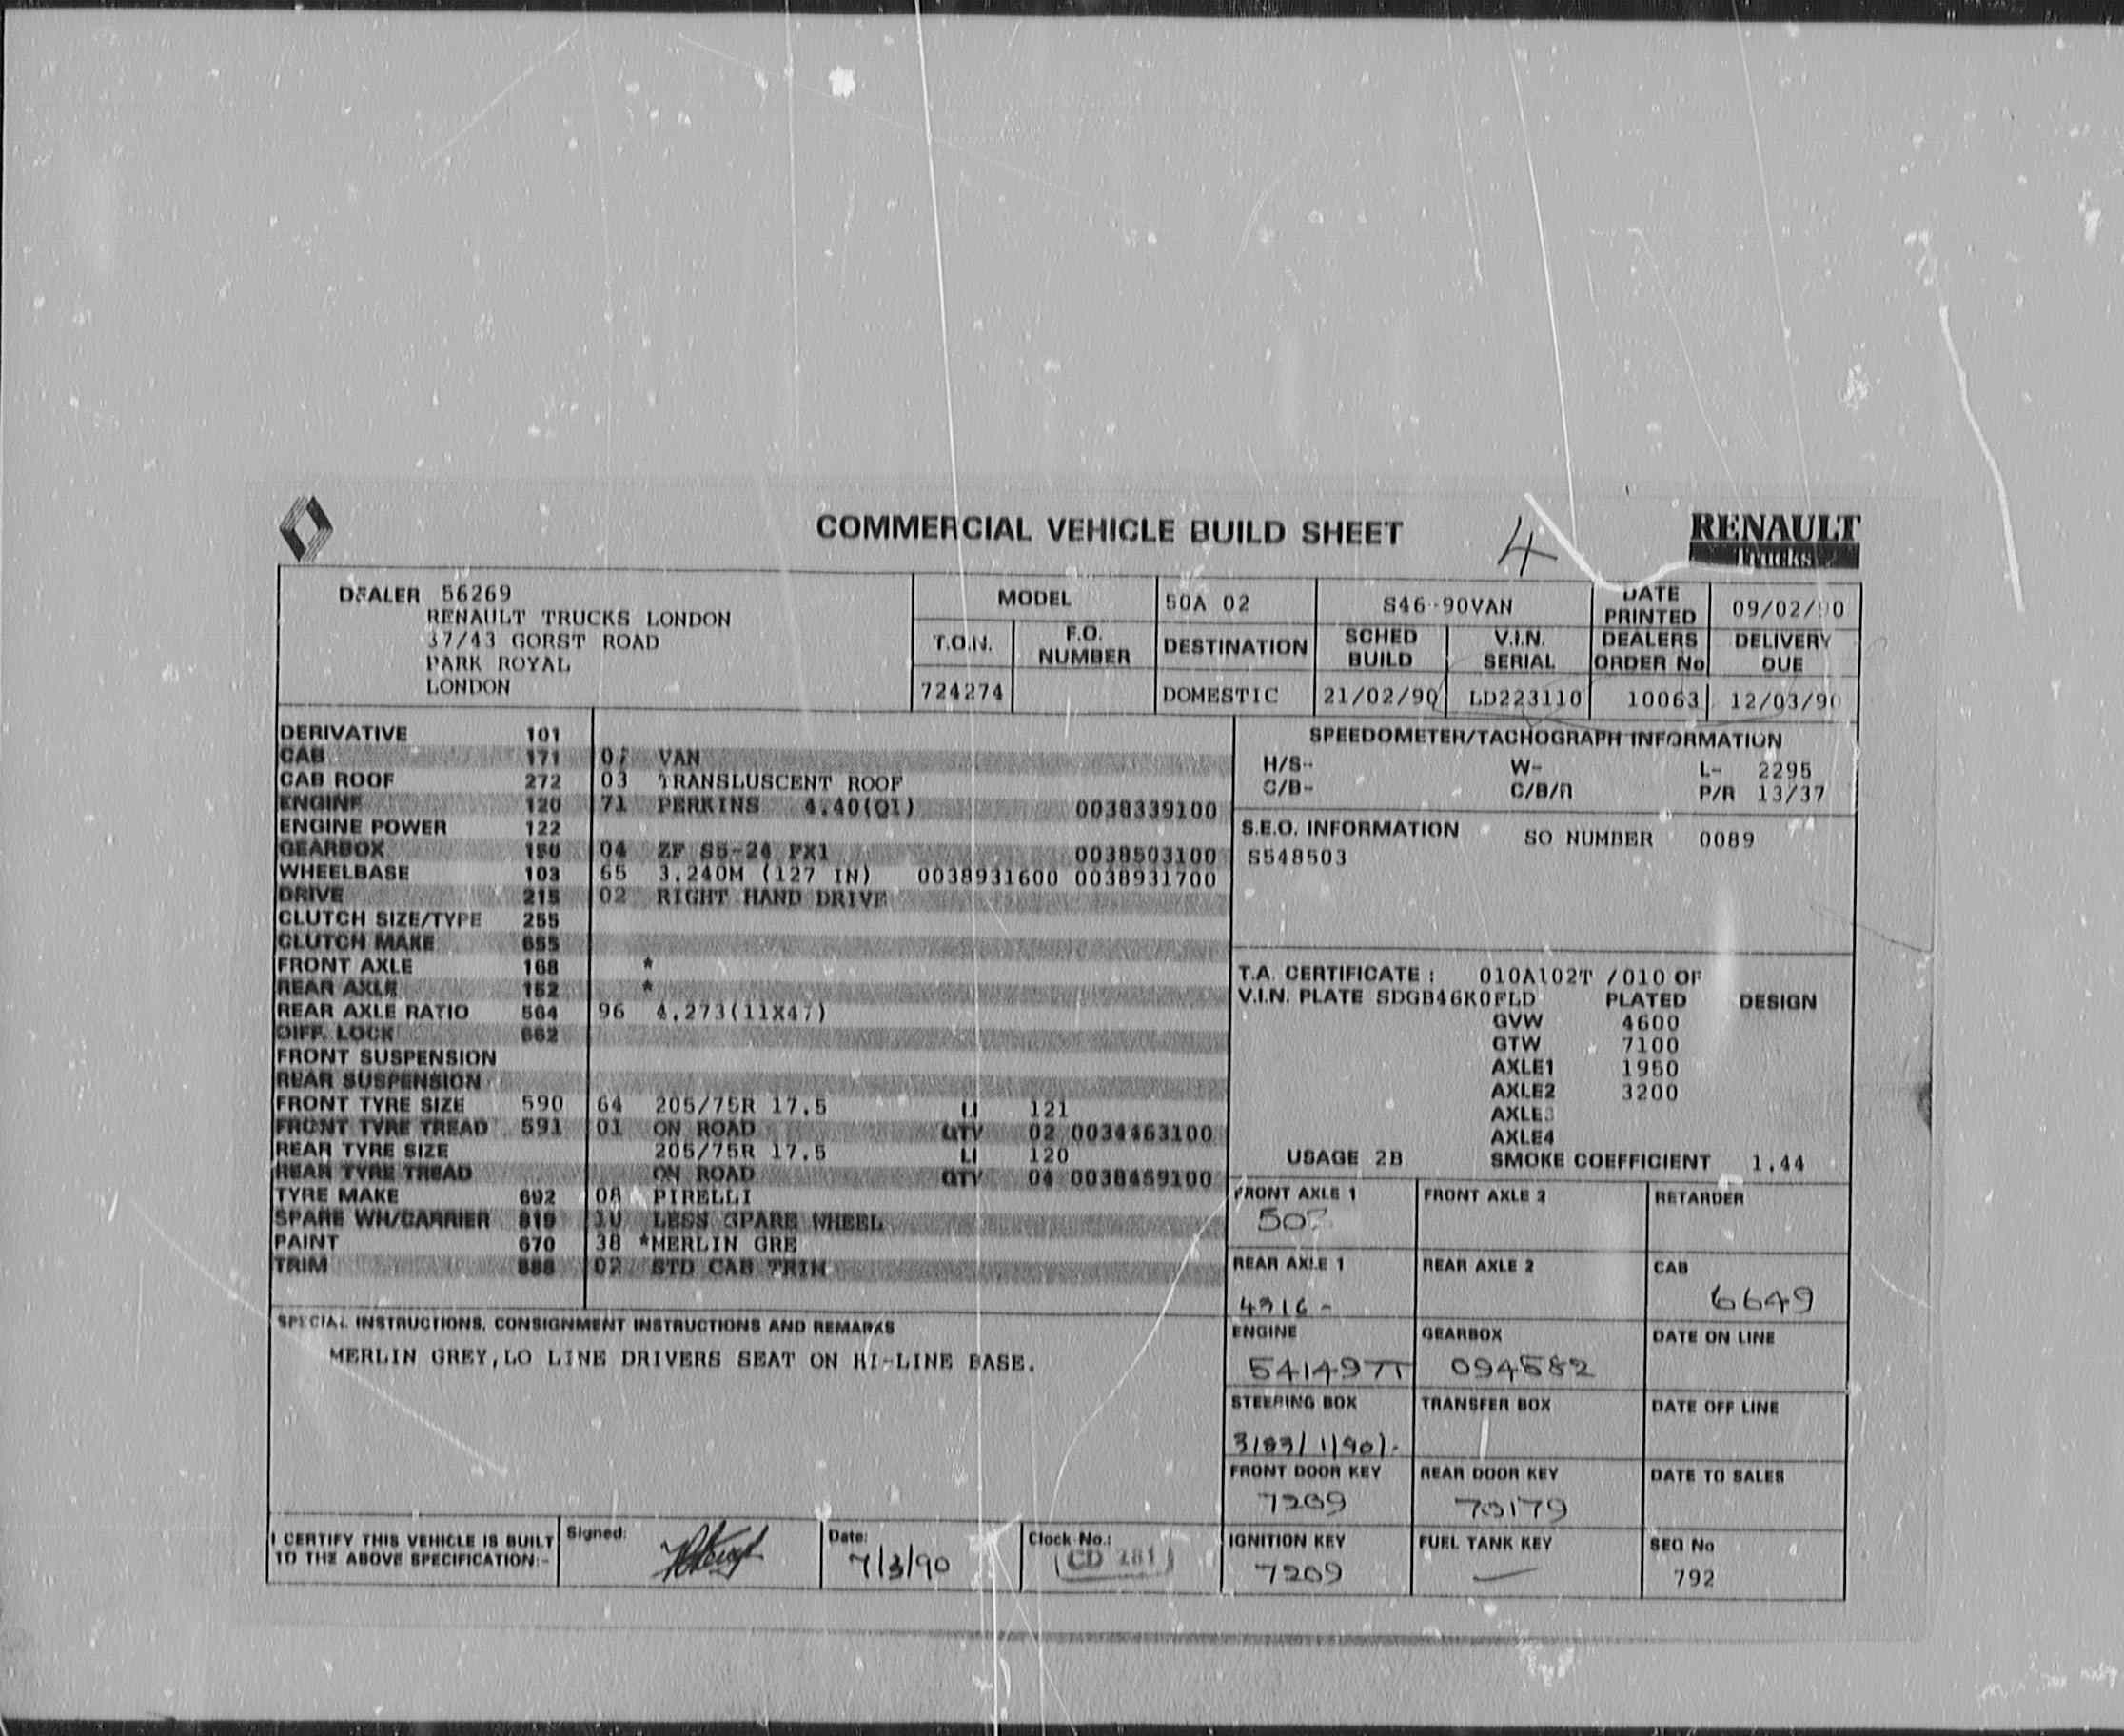 COMMERCIAL VEHICLE BUILD SHEET 4 RENAULT Trucks
DEALER 56269
RENAULT TRUCKS LONDON
37/43 GORST ROAD
PARK ROYAL
LONDON
MODEL 50A 02 S46-90VAN DATE PRINTED 09/02/90
T.O.N. F.O. NUMBER DESTINATION SCHED BUILD V.I.N. SERIAL DEALERS ORDER No DELIVERY DUE
724274 DOMESTIC 21/02/90 LD223110 10063 12/03/90
DERIVATIVE 101
CAB 171 07 VAN
CAB ROOF 272 03 TRANSLUSCENT ROOF
ENGINE 120 71 PERKINS 4.40(Q1) 0038339100
ENGINE POWER 122
GEARBOX 150 04 ZF S5-24 PX1 0038503100
WHEELBASE 103 65 3.240M (127 IN) 0038931600 0038931700
DRIVE 215 02 RIGHT HAND DRIVE
CLUTCH SIZE/TYPE 255
CLUTCH MAKE 655
FRONT AXLE 168 *
REAR AXLE 152 *
REAR AXLE RATIO 564 96 4.273(11X47)
DIFF. LOCK 662
FRONT SUSPENSION
REAR SUSPENSION
FRONT TYRE SIZE 590 64 205/75R 17.5 LI 121
FRONT TYRE TREAD 591 01 ON ROAD QTY 02 0034463100
REAR TYRE SIZE 205/75R 17.5 LI 120
REAR TYRE TREAD ON ROAD QTY 04 0038459100
TYRE MAKE 692 08 PIRELLI
SPARE WH/CARRIER 619 10 LESS SPARE WHEEL
PAINT 670 38 *MERLIN GRE
TRIM 888 02 STD CAB TRIM
SPECIAL INSTRUCTIONS, CONSIGNMENT INSTRUCTIONS AND REMARKS
MERLIN GREY,LO LINE DRIVERS SEAT ON HI-LINE BASE.
SPEEDOMETER/TACHOGRAPH INFORMATION
H/S- W- L- 2295
C/B- C/B/R P/R 13/37
S.E.O. INFORMATION SO NUMBER 0089
S548503
T.A. CERTIFICATE : 010A102T /010 OF
V.I.N. PLATE SDGB46K0FLD PLATED DESIGN
GVW 4600
GTW 7100
AXLE1 1950
AXLE2 3200
AXLE3
AXLE4
USAGE 2B SMOKE COEFFICIENT 1.44
FRONT AXLE 1 FRONT AXLE 2 RETARDER
REAR AXLE 1 REAR AXLE 2 CAB
4916- 6649
ENGINE GEARBOX DATE ON LINE
094582
STEERING BOX TRANSFER BOX DATE OFF LINE
FRONT DOOR KEY REAR DOOR KEY DATE TO SALES
7209 70179
IGNITION KEY FUEL TANK KEY SEQ No
7209 — 792
I CERTIFY THIS VEHICLE IS BUILT
TO THE ABOVE SPECIFICATION:-
Signed: Date: 7/3/90 Clock No.: CD 281